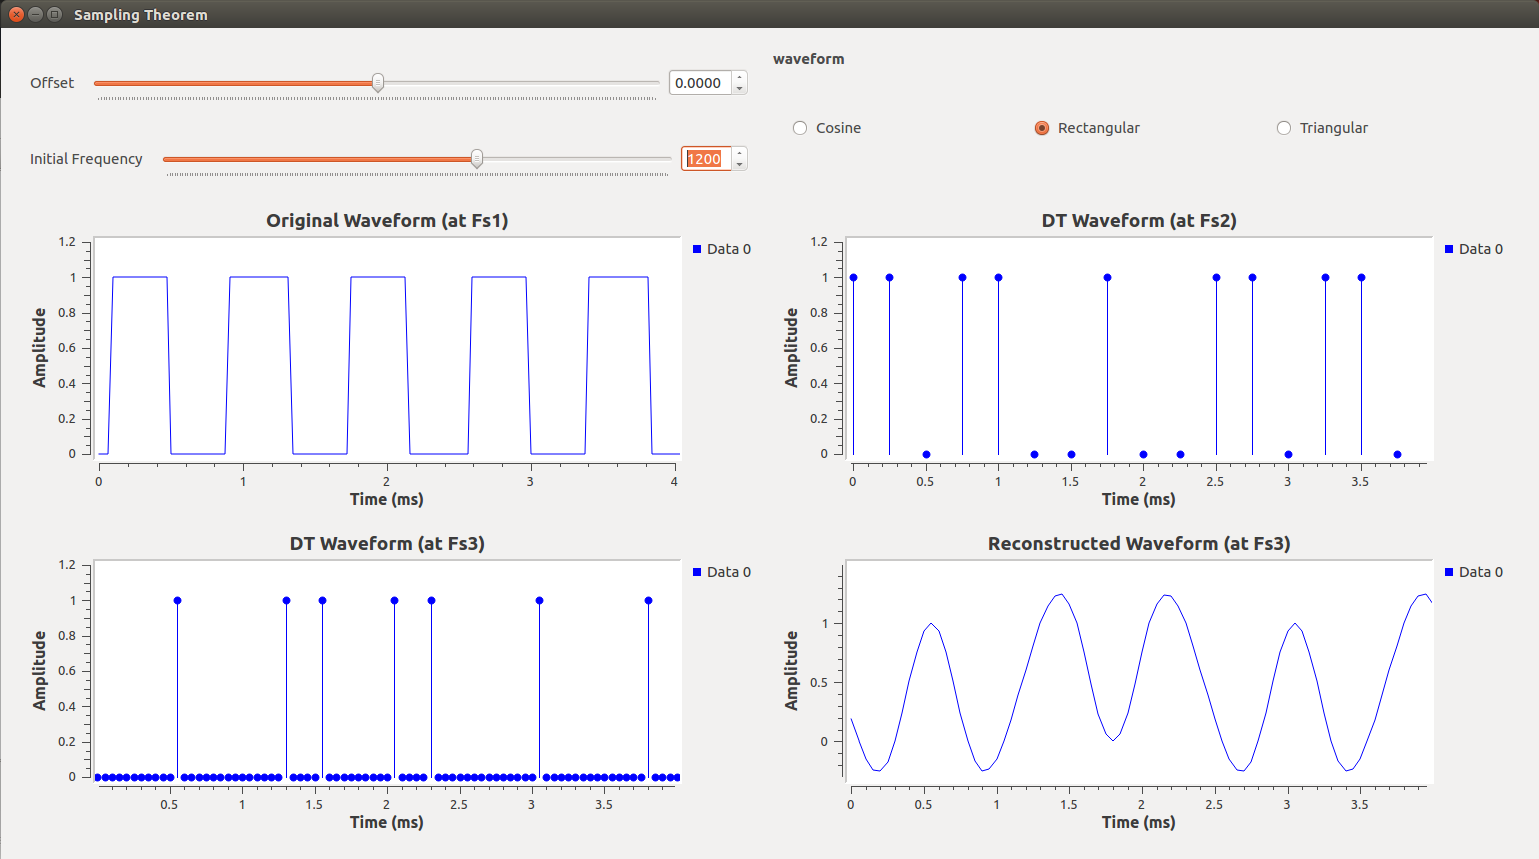 Sampling Theorem
Offset
0.0000
waveform
Cosine
Rectangular
Triangular
Initial Frequency
1200
Original Waveform (at Fs1)
Amplitude
1.2
1
0.8
0.6
0.4
0.2
0
0 1 2 3 4
Time (ms)
Data 0
DT Waveform (at Fs2)
Amplitude
1.2
1
0.8
0.6
0.4
0.2
0
0 0.5 1 1.5 2 2.5 3 3.5
Time (ms)
Data 0
DT Waveform (at Fs3)
Amplitude
1.2
1
0.8
0.6
0.4
0.2
0
0.5 1 1.5 2 2.5 3 3.5
Time (ms)
Data 0
Reconstructed Waveform (at Fs3)
Amplitude
1
0.5
0
0 0.5 1 1.5 2 2.5 3 3.5
Time (ms)
Data 0